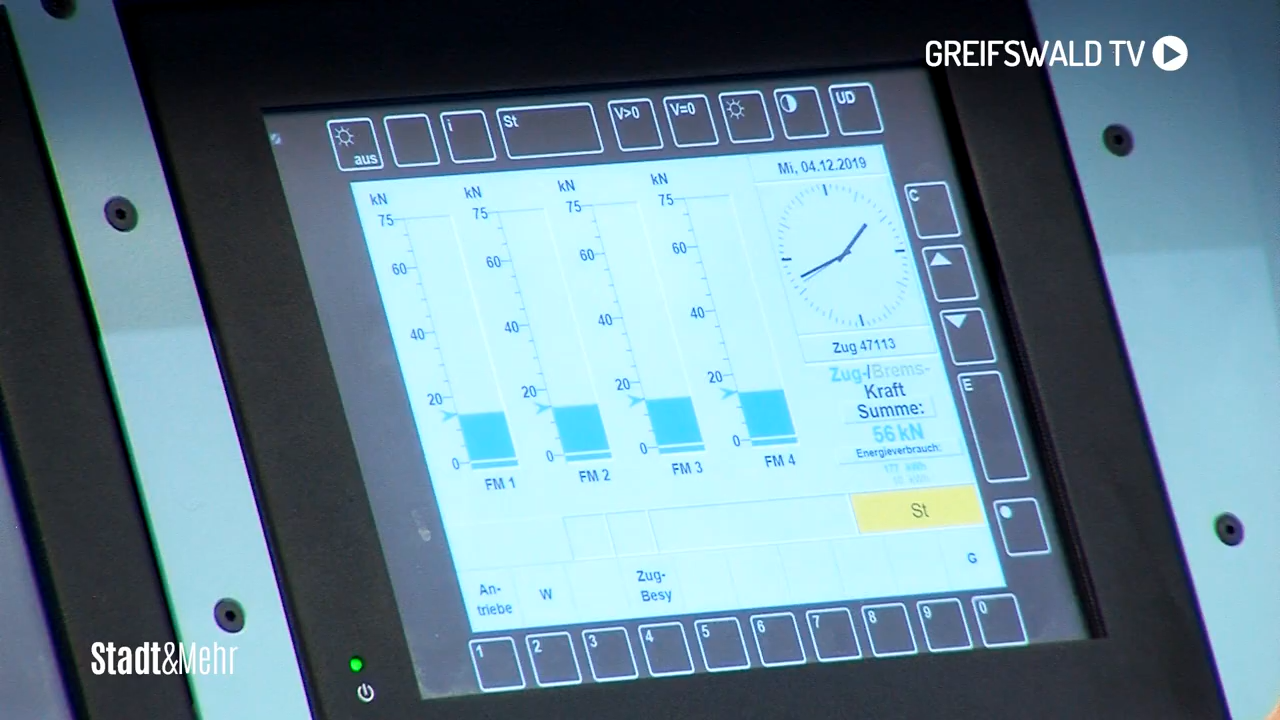 GREIFSWALD TV
aus
i
St
V>0
V=0
UD
Mi, 04.12.2019
kN kN kN kN
75 75 75 75
60 60 60 60
40 40 40 40
20 20 20 20
0 0 0 0
FM 1 FM 2 FM 3 FM 4
C
Zug 47113
Zug-/Brems-
Kraft
Summe:
56 kN
Energieverbrauch:
177 kWh
E
St
An-
triebe
W
Zug-
Besy
G
1 2 3 4 5 6 7 8 9 0
Stadt&Mehr